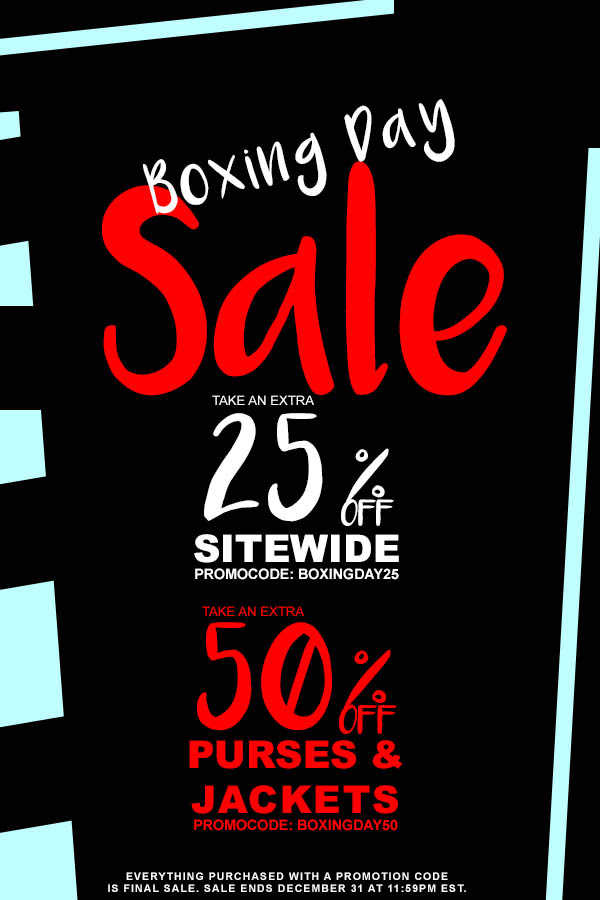 Boxing Day
Sale
TAKE AN EXTRA
25%
OFF
SITEWIDE
PROMOCODE: BOXINGDAY25
TAKE AN EXTRA
50%
OFF
PURSES &
JACKETS
PROMOCODE: BOXINGDAY50
EVERYTHING PURCHASED WITH A PROMOTION CODE
IS FINAL SALE. SALE ENDS DECEMBER 31 AT 11:59PM EST.